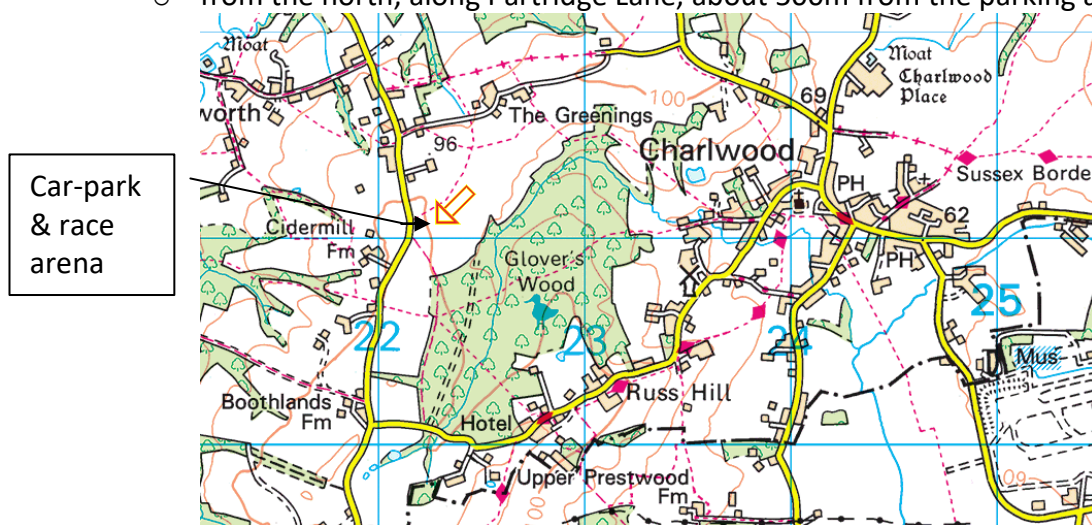 from the north, along Partridge Lane, about 300m from the parking a
Moat
Moat
Charlwood
Place
100
69
worth
The Greenings
96
Charlwood
PH
Sussex Borde
Car-park
& race
arena
62
Cidermill
Fm
PH
Glover's
Wood
25
22
23
24
Mus
Boothlands
Fm
Russ Hill
Hotel
Upper Prestwood
Fm
60